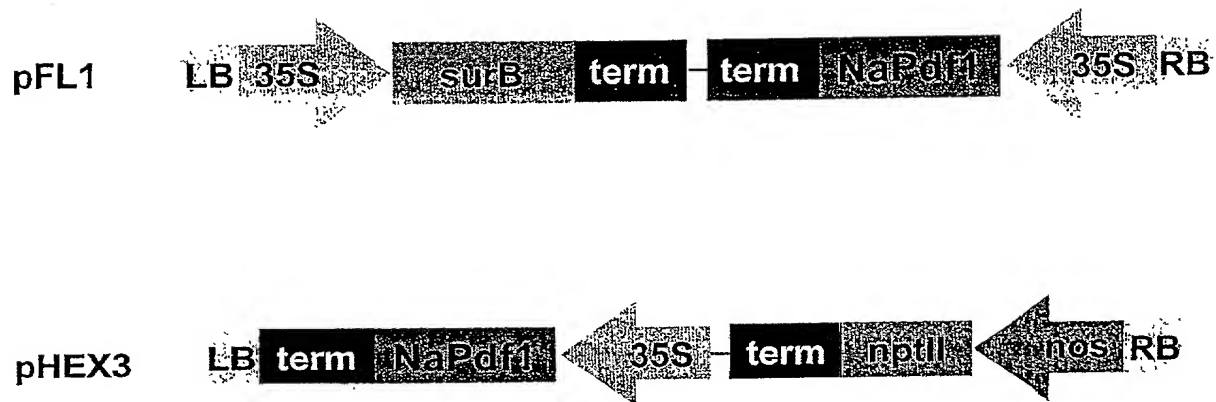 pFL1 LB 35S surB term term NaPdf1 35S RB
pHEX3 LB term NaPdf1 35S term nptII nos RB